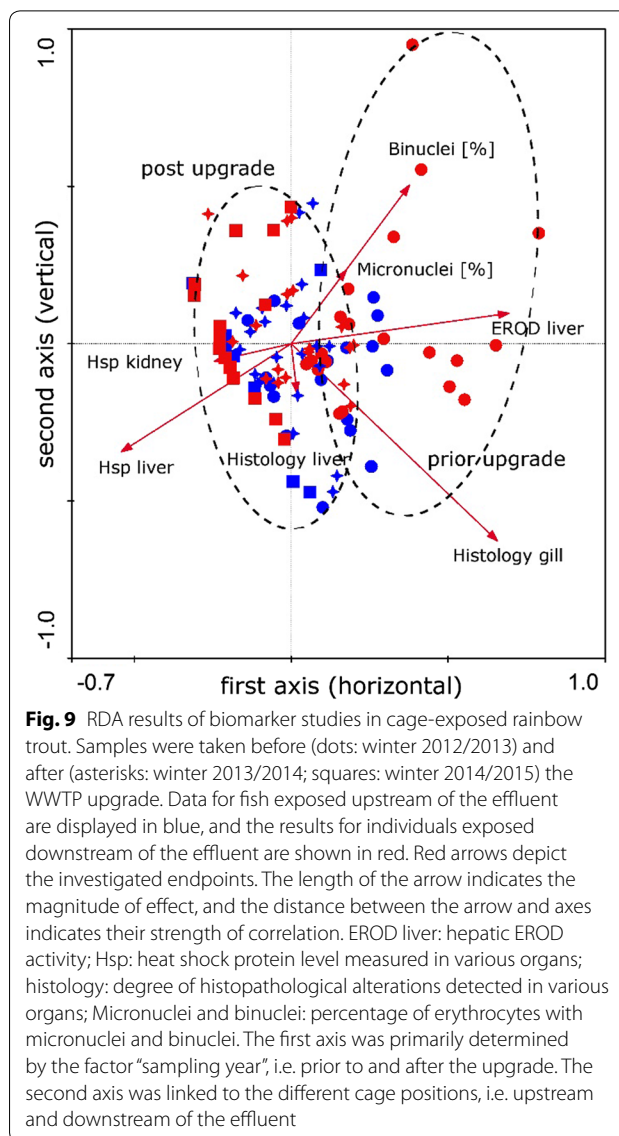 1.0
Binuclei [%]
post upgrade
Micronuclei [%]
EROD liver
Hsp kidney
second axis (vertical)
Hsp liver
Histology liver
prior upgrade
Histology gill
-1.0
-0.7
first axis (horizontal)
1.0
Fig. 9 RDA results of biomarker studies in cage-exposed rainbow
trout. Samples were taken before (dots: winter 2012/2013) and
after (asterisks: winter 2013/2014; squares: winter 2014/2015) the
WWTP upgrade. Data for fish exposed upstream of the effluent
are displayed in blue, and the results for individuals exposed
downstream of the effluent are shown in red. Red arrows depict
the investigated endpoints. The length of the arrow indicates the
magnitude of effect, and the distance between the arrow and axes
indicates their strength of correlation. EROD liver: hepatic EROD
activity; Hsp: heat shock protein level measured in various organs;
histology: degree of histopathological alterations detected in various
organs; Micronuclei and binuclei: percentage of erythrocytes with
micronuclei and binuclei. The first axis was primarily determined
by the factor “sampling year”, i.e. prior to and after the upgrade. The
second axis was linked to the different cage positions, i.e. upstream
and downstream of the effluent